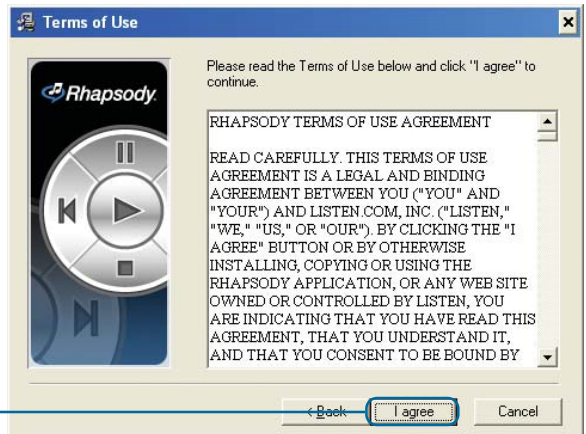 Terms of Use
Rhapsody.
Please read the Terms of Use below and click "I agree" to
continue.
RHAPSODY TERMS OF USE AGREEMENT
READ CAREFULLY. THIS TERMS OF USE
AGREEMENT IS A LEGAL AND BINDING
AGREEMENT BETWEEN YOU ("YOU" AND
"YOUR") AND LISTEN.COM, INC. ("LISTEN,"
"WE," "US," OR "OUR"). BY CLICKING THE "I
AGREE" BUTTON OR BY OTHERWISE
INSTALLING, COPYING OR USING THE
RHAPSODY APPLICATION, OR ANY WEB SITE
OWNED OR CONTROLLED BY LISTEN, YOU
ARE INDICATING THAT YOU HAVE READ THIS
AGREEMENT, THAT YOU UNDERSTAND IT,
AND THAT YOU CONSENT TO BE BOUND BY
< Back I agree Cancel